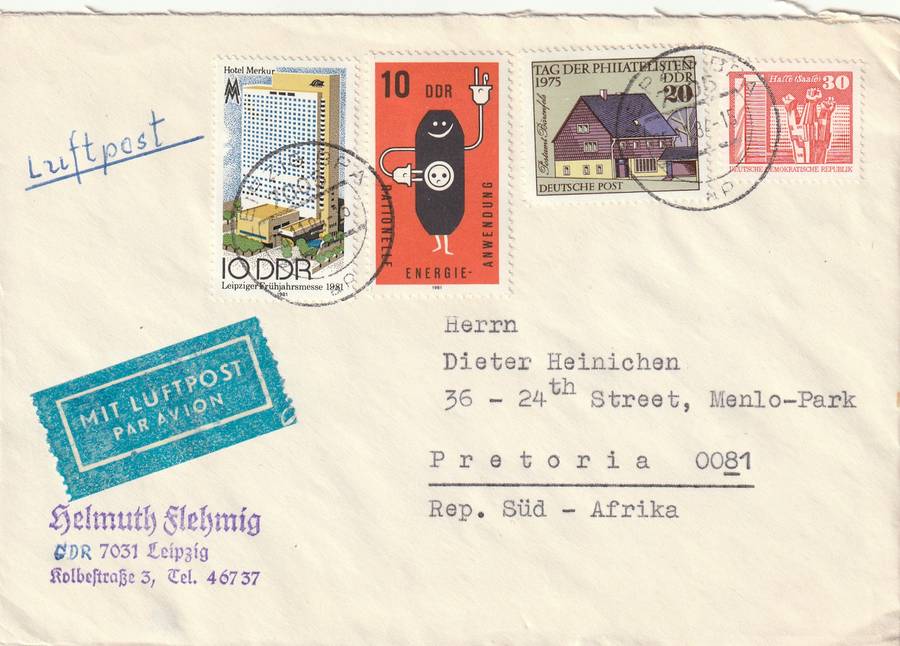 Luftpost
Hotel Merkur
10 DDR
Leipziger Frühjahrsmesse 1981
1981
10
DDR
RATIONELLE
ENERGIE-
ANWENDUNG
1981
TAG DER PHILATELISTEN
1975
DDR
20
DEUTSCHE POST
Halle (Saale)
30
DEUTSCHE DEMOKRATISCHE REPUBLIK
Herrn
Dieter Heinichen
36 - 24th Street, Menlo-Park
Pretoria 0081
Rep. Süd - Afrika
MIT LUFTPOST
PAR AVION
Helmuth Flehmig
DDR 7031 Leipzig
Kolbestraße 3, Tel. 46737